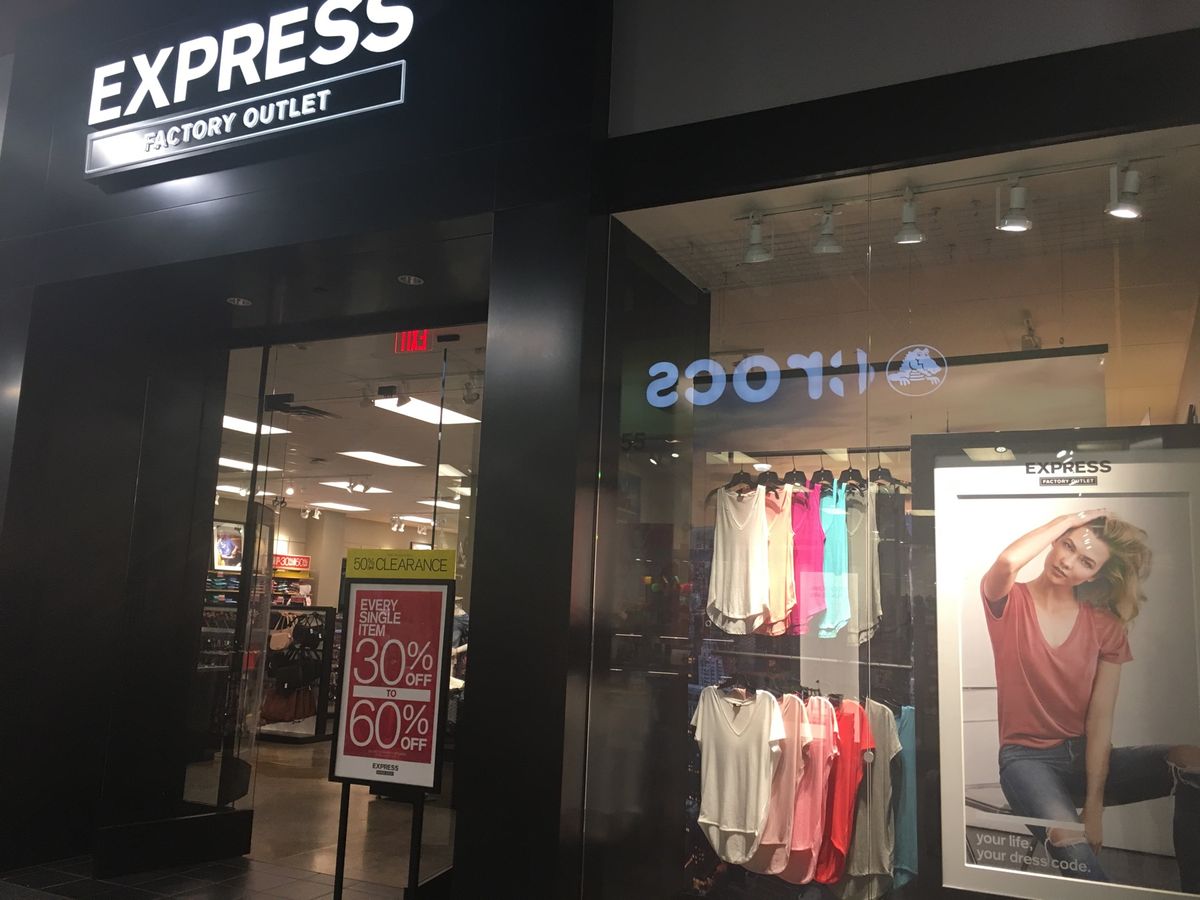 EXPRESS
FACTORY OUTLET
EXIT
crocs
55
50% CLEARANCE
EVERY
SINGLE
ITEM
30% OFF
TO
60% OFF
EXPRESS
EXPRESS
FACTORY OUTLET
your life,
your dress code.